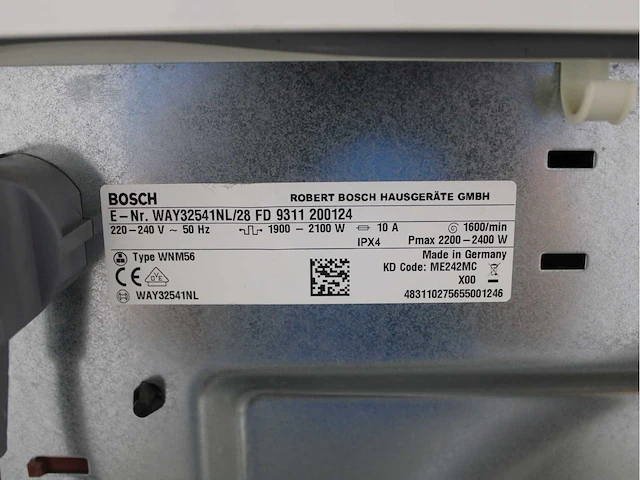 BOSCH ROBERT BOSCH HAUSGERÄTE GMBH
E-Nr. WAY32541NL/28 FD 9311 200124
220-240 V ~ 50 Hz 1900 - 2100 W 10 A 1600/min
IPX4 Pmax 2200-2400 W
Type WNM56 Made in Germany
KD Code: ME242MC
X00
WAY32541NL 483110275655001246